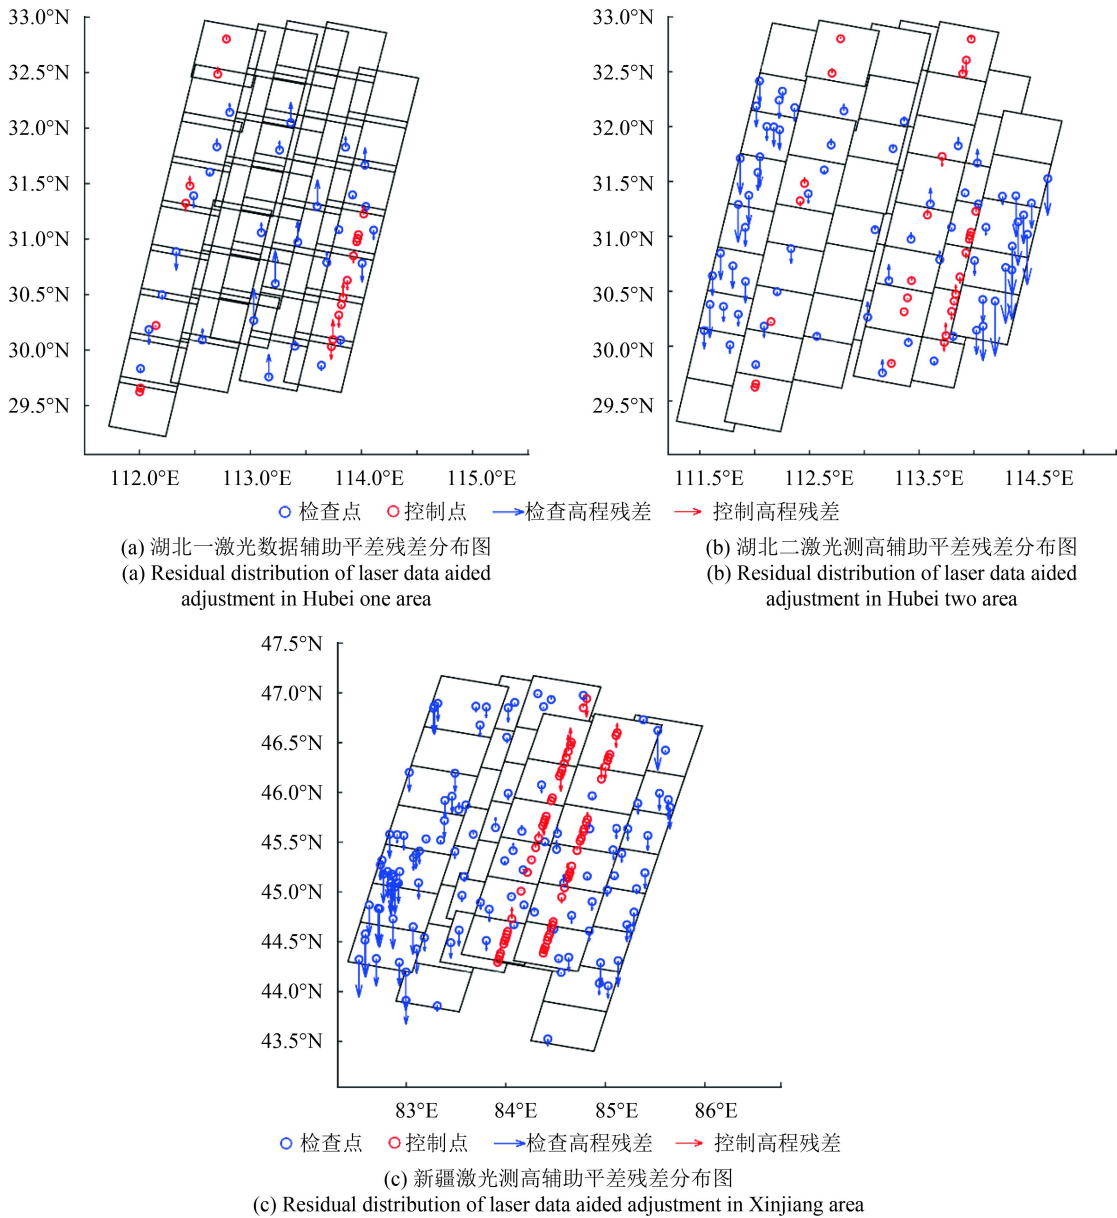 33.0°N
32.5°N
32.0°N
31.5°N
31.0°N
30.5°N
30.0°N
29.5°N
112.0°E 113.0°E 114.0°E 115.0°E
33.0°N
32.5°N
32.0°N
31.5°N
31.0°N
30.5°N
30.0°N
29.5°N
111.5°E 112.5°E 113.5°E 114.5°E
检查点 控制点 检查高程残差 控制高程残差
(a) 湖北一激光数据辅助平差残差分布图
(a) Residual distribution of laser data aided
adjustment in Hubei one area
(b) 湖北二激光测高辅助平差残差分布图
(b) Residual distribution of laser data aided
adjustment in Hubei two area
47.5°N
47.0°N
46.5°N
46.0°N
45.5°N
45.0°N
44.5°N
44.0°N
43.5°N
83°E 84°E 85°E 86°E
检查点 控制点 检查高程残差 控制高程残差
(c) 新疆激光测高辅助平差残差分布图
(c) Residual distribution of laser data aided adjustment in Xinjiang area